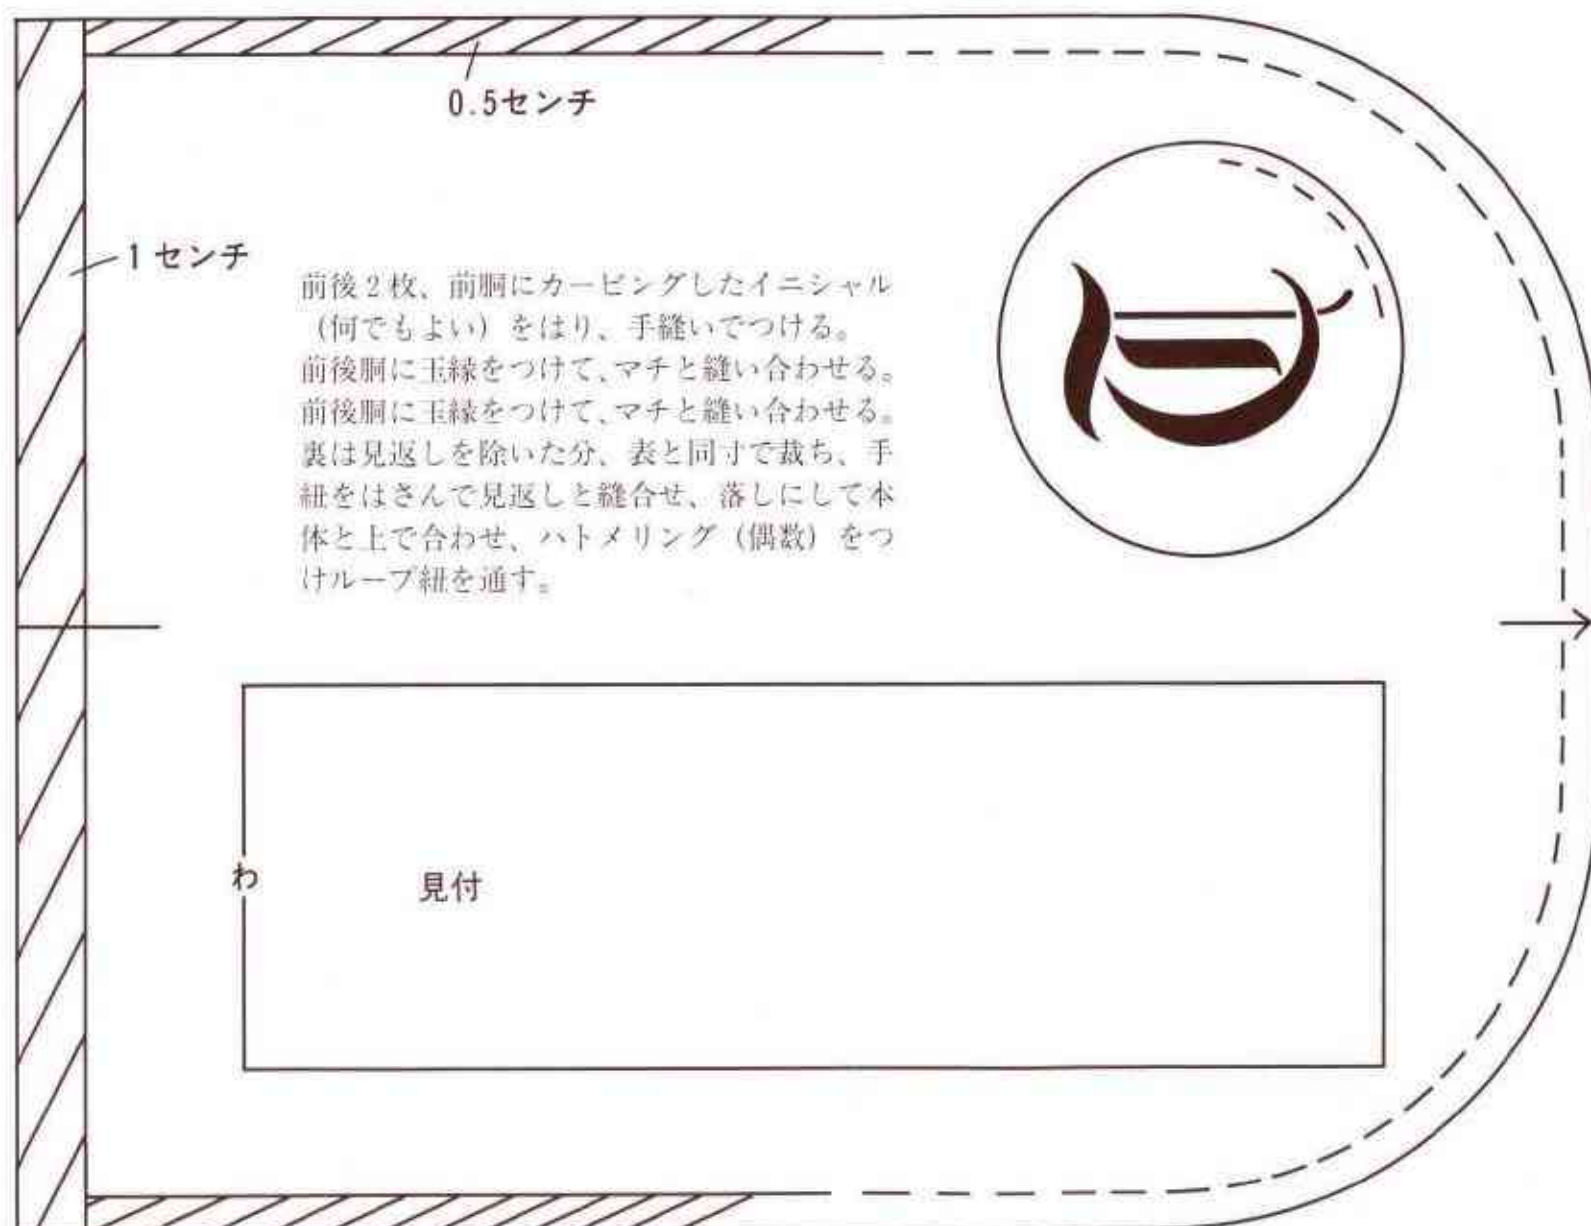 0.5センチ
1センチ
前後2枚、前胴にカービングしたイニシャル
（何でもよい）をはり、手縫いでつける。
前後胴に玉縁をつけて、マチと縫い合わせる。
前後胴に玉縁をつけて、マチと縫い合わせる。
裏は見返しを除いた分、表と同寸で裁ち、手
紐をはさんで見返しと縫合せ、落しにして本
体と上で合わせ、ハトメリング（偶数）をつ
けループ紐を通す。
わ
見付